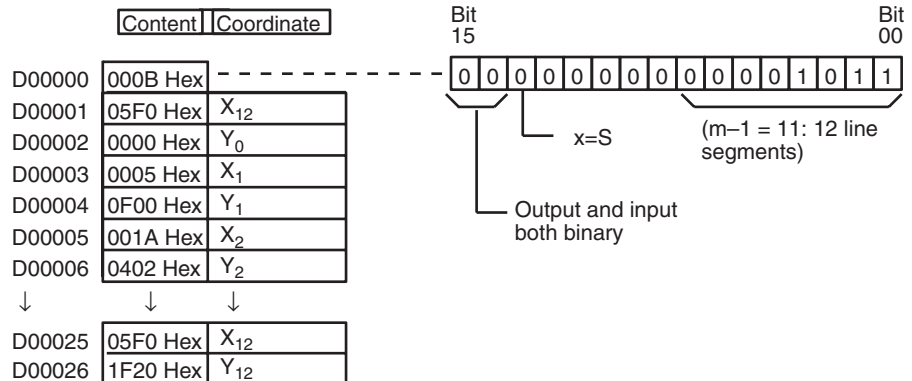 Content Coordinate
Bit 15
Bit 00
D00000 000B Hex 0 0 0 0 0 0 0 0 0 0 0 0 1 0 1 1
D00001 05F0 Hex X12
D00002 0000 Hex Y0
D00003 0005 Hex X1
D00004 0F00 Hex Y1
D00005 001A Hex X2
D00006 0402 Hex Y2
↓ ↓ ↓
D00025 05F0 Hex X12
D00026 1F20 Hex Y12
x=S
(m–1 = 11: 12 line
segments)
Output and input
both binary